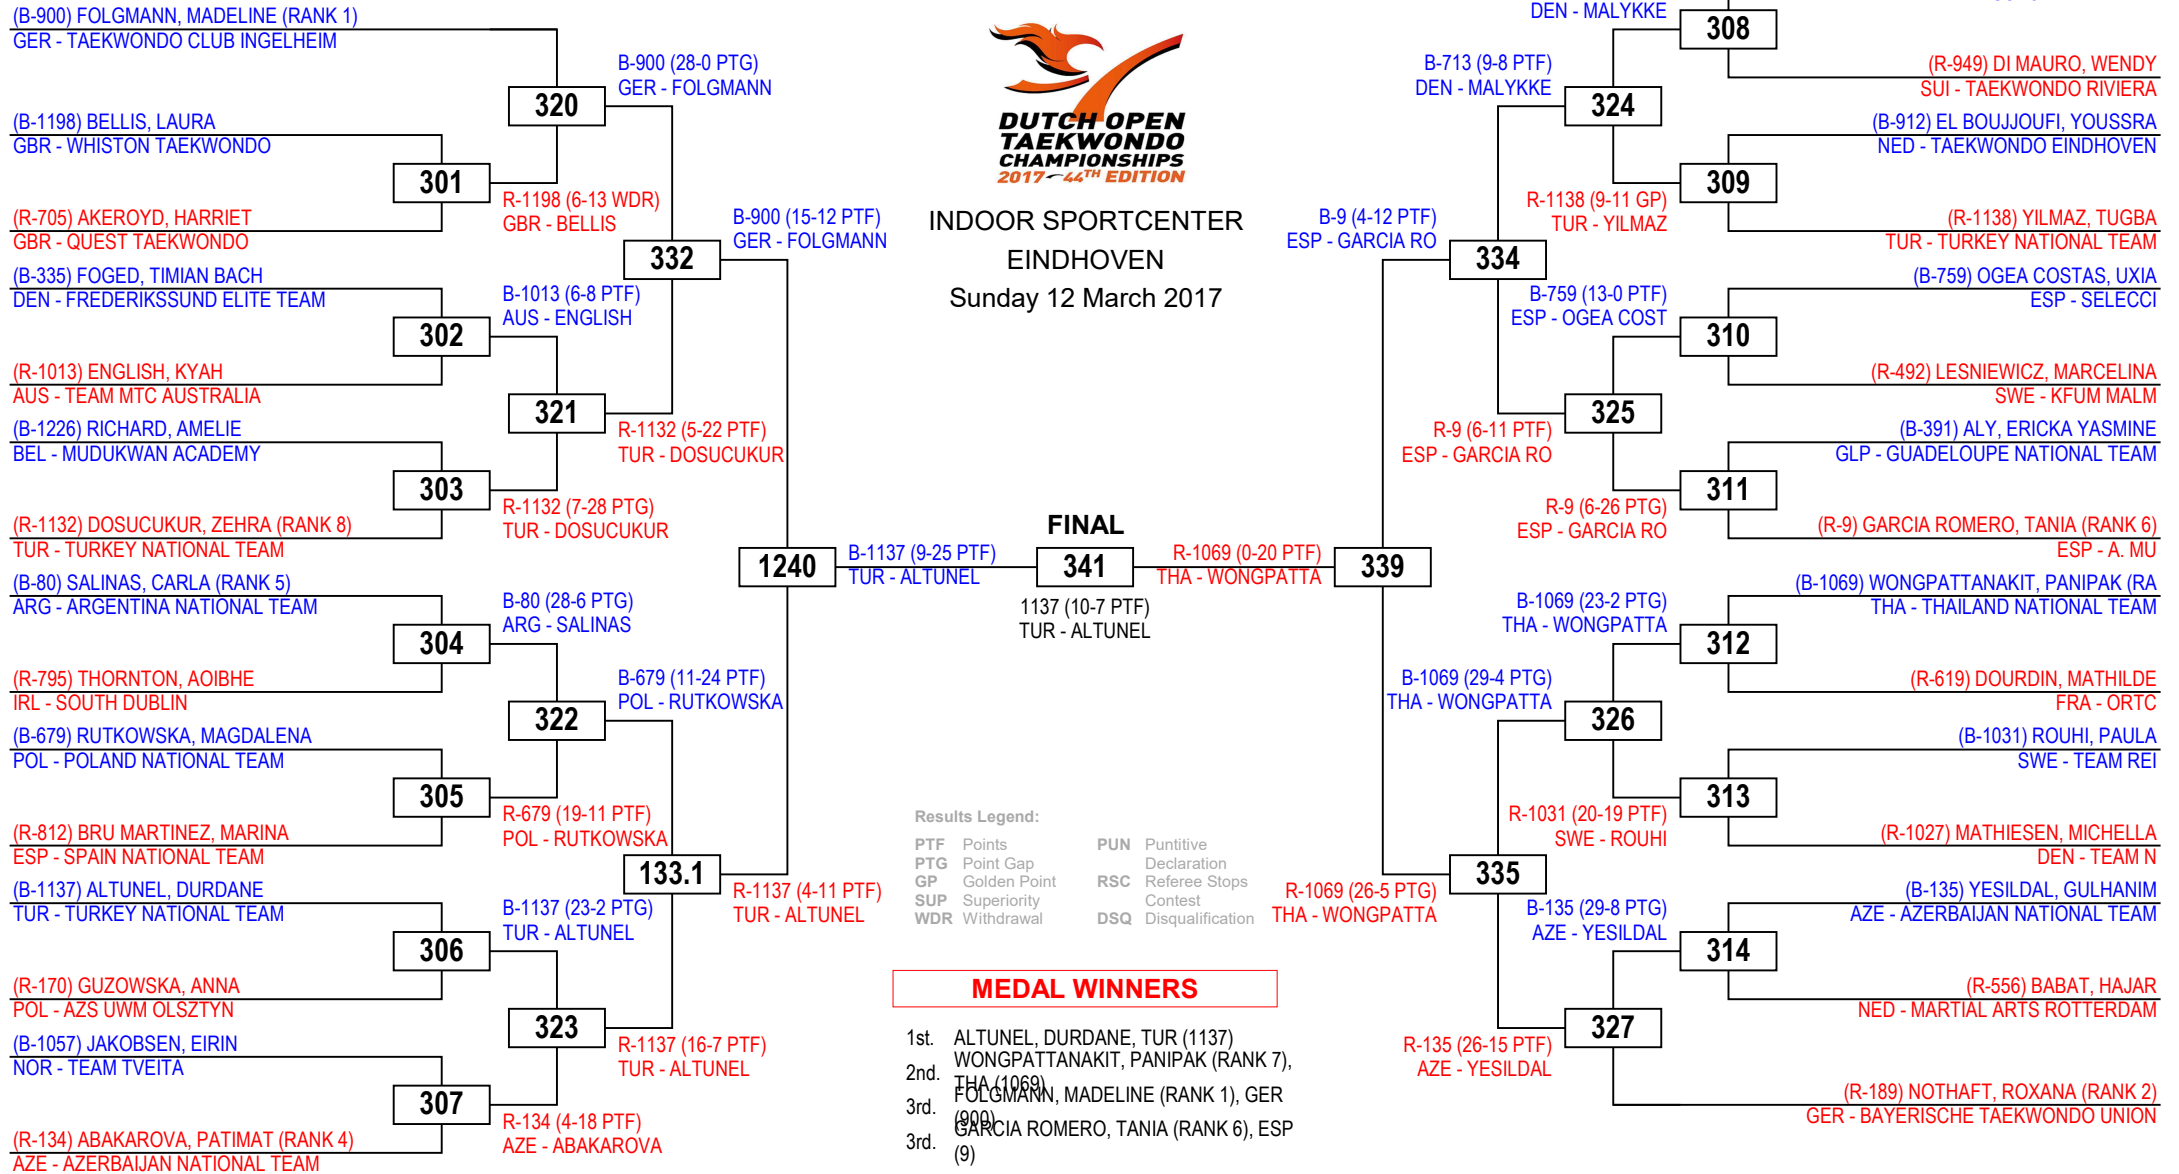 (B-900) FOLGMANN, MADELINE (RANK 1)
GER - TAEKWONDO CLUB INGELHEIM
(B-1198) BELLIS, LAURA
GBR - WHISTON TAEKWONDO
(R-705) AKEROYD, HARRIET
GBR - QUEST TAEKWONDO
(B-335) FOGED, TIMIAN BACH
DEN - FREDERIKSSUND ELITE TEAM
(R-1013) ENGLISH, KYAH
AUS - TEAM MTC AUSTRALIA
(B-1226) RICHARD, AMELIE
BEL - MUDUKWAN ACADEMY
(R-1132) DOSUCUKUR, ZEHRA (RANK 8)
TUR - TURKEY NATIONAL TEAM
(B-80) SALINAS, CARLA (RANK 5)
ARG - ARGENTINA NATIONAL TEAM
(R-795) THORNTON, AOIBHE
IRL - SOUTH DUBLIN
(B-679) RUTKOWSKA, MAGDALENA
POL - POLAND NATIONAL TEAM
(R-812) BRU MARTINEZ, MARINA
ESP - SPAIN NATIONAL TEAM
(B-1137) ALTUNEL, DURDANE
TUR - TURKEY NATIONAL TEAM
(R-170) GUZOWSKA, ANNA
POL - AZS UWM OLSZTYN
(B-1057) JAKOBSEN, EIRIN
NOR - TEAM TVEITA
(R-134) ABAKAROVA, PATIMAT (RANK 4)
AZE - AZERBAIJAN NATIONAL TEAM
301
302
303
304
305
306
307
320
R-1198 (6-13 WDR)
GBR - BELLIS
B-1013 (6-8 PTF)
AUS - ENGLISH
321
R-1132 (7-28 PTG)
TUR - DOSUCUKUR
B-80 (28-6 PTG)
ARG - SALINAS
322
R-679 (19-11 PTF)
POL - RUTKOWSKA
B-1137 (23-2 PTG)
TUR - ALTUNEL
323
R-134 (4-18 PTF)
AZE - ABAKAROVA
B-900 (28-0 PTG)
GER - FOLGMANN
332
R-1132 (5-22 PTF)
TUR - DOSUCUKUR
B-679 (11-24 PTF)
POL - RUTKOWSKA
133.1
R-1137 (16-7 PTF)
TUR - ALTUNEL
B-900 (15-12 PTF)
GER - FOLGMANN
1240
R-1137 (4-11 PTF)
TUR - ALTUNEL
B-1137 (9-25 PTF)
TUR - ALTUNEL
DUTCH OPEN
TAEKWONDO
CHAMPIONSHIPS
2017 44TH EDITION
INDOOR SPORTCENTER
EINDHOVEN
Sunday 12 March 2017
FINAL
341
1137 (10-7 PTF)
TUR - ALTUNEL
Results Legend:
PTF Points
PTG Point Gap
GP Golden Point
SUP Superiority
WDR Withdrawal
PUN Puntitive
Declaration
RSC Referee Stops
Contest
DSQ Disqualification
MEDAL WINNERS
1st. ALTUNEL, DURDANE, TUR (1137)
2nd. WONGPATTANAKIT, PANIPAK (RANK 7),
THA (1069)
3rd. FOLGMANN, MADELINE (RANK 1), GER
(900)
3rd. GARCIA ROMERO, TANIA (RANK 6), ESP
(9)
R-1069 (0-20 PTF)
THA - WONGPATTA
339
B-9 (4-12 PTF)
ESP - GARCIA RO
R-1069 (26-5 PTG)
THA - WONGPATTA
334
335
B-713 (9-8 PTF)
DEN - MALYKKE
R-9 (6-11 PTF)
ESP - GARCIA RO
B-1069 (29-4 PTG)
THA - WONGPATTA
R-135 (26-15 PTF)
AZE - YESILDAL
324
325
326
327
DEN - MALYKKE
R-1138 (9-11 GP)
TUR - YILMAZ
B-759 (13-0 PTF)
ESP - OGEA COST
R-9 (6-26 PTG)
ESP - GARCIA RO
B-1069 (23-2 PTG)
THA - WONGPATTA
R-1031 (20-19 PTF)
SWE - ROUHI
B-135 (29-8 PTG)
AZE - YESILDAL
308
309
310
311
312
313
314
(R-949) DI MAURO, WENDY
SUI - TAEKWONDO RIVIERA
(B-912) EL BOUJJOUFI, YOUSSRA
NED - TAEKWONDO EINDHOVEN
(R-1138) YILMAZ, TUGBA
TUR - TURKEY NATIONAL TEAM
(B-759) OGEA COSTAS, UXIA
ESP - SELECCI
(R-492) LESNIEWICZ, MARCELINA
SWE - KFUM MALM
(B-391) ALY, ERICKA YASMINE
GLP - GUADELOUPE NATIONAL TEAM
(R-9) GARCIA ROMERO, TANIA (RANK 6)
ESP - A. MU
(B-1069) WONGPATTANAKIT, PANIPAK (RA
THA - THAILAND NATIONAL TEAM
(R-619) DOURDIN, MATHILDE
FRA - ORTC
(B-1031) ROUHI, PAULA
SWE - TEAM REI
(R-1027) MATHIESEN, MICHELLA
DEN - TEAM N
(B-135) YESILDAL, GULHANIM
AZE - AZERBAIJAN NATIONAL TEAM
(R-556) BABAT, HAJAR
NED - MARTIAL ARTS ROTTERDAM
(R-189) NOTHAFT, ROXANA (RANK 2)
GER - BAYERISCHE TAEKWONDO UNION